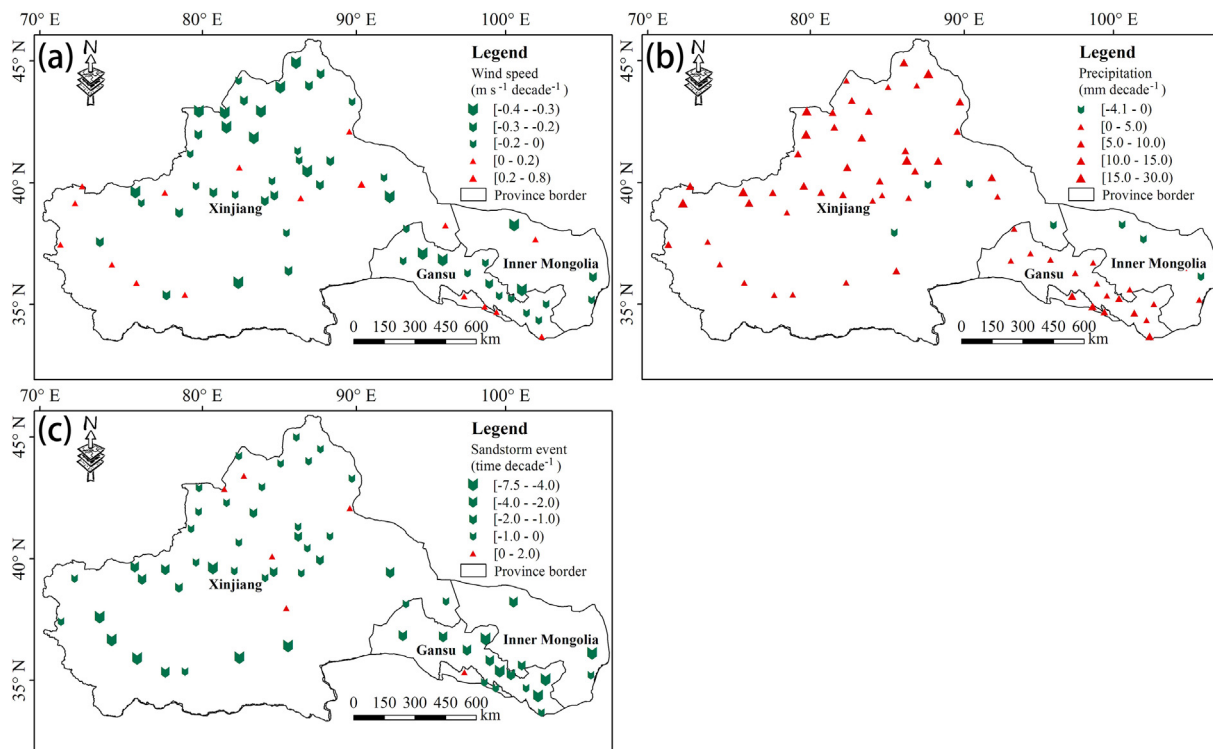 70° E 80° E 90° E 100° E
(a)
N
45° N
40° N
35° N
Legend
Wind speed
(m s⁻¹ decade⁻¹)
[-0.4 - -0.3)
[-0.3 - -0.2)
[-0.2 - 0)
[0 - 0.2)
[0.2 - 0.8)
Province border
Xinjiang
Gansu
Inner Mongolia
0 150 300 450 600
km
70° E 80° E 90° E 100° E
(b)
N
45° N
40° N
35° N
Legend
Precipitation
(mm decade⁻¹)
[-4.1 - 0)
[0 - 5.0)
[5.0 - 10.0)
[10.0 - 15.0)
[15.0 - 30.0)
Province border
Xinjiang
Gansu
Inner Mongolia
0 150 300 450 600
km
70° E 80° E 90° E 100° E
(c)
N
45° N
40° N
35° N
Legend
Sandstorm event
(time decade⁻¹)
[-7.5 - -4.0)
[-4.0 - -2.0)
[-2.0 - -1.0)
[-1.0 - 0)
[0 - 2.0)
Province border
Xinjiang
Gansu
Inner Mongolia
0 150 300 450 600
km